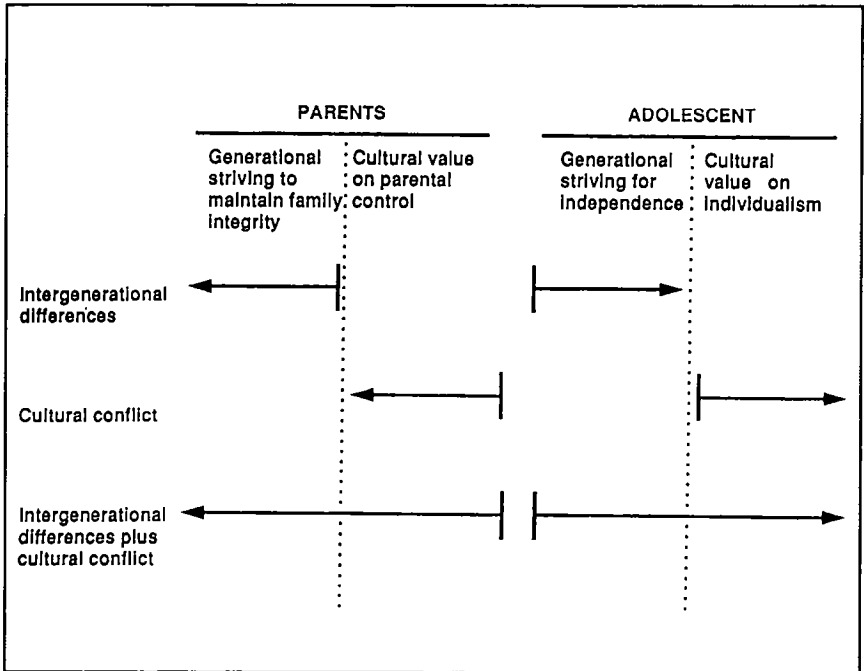 PARENTS
ADOLESCENT
Generational
striving to
maintain family
integrity
Cultural value
on parental
control
Generational
striving for
independence
Cultural
value on
individualism
Intergenerational
differences
Cultural conflict
Intergenerational
differences plus
cultural conflict